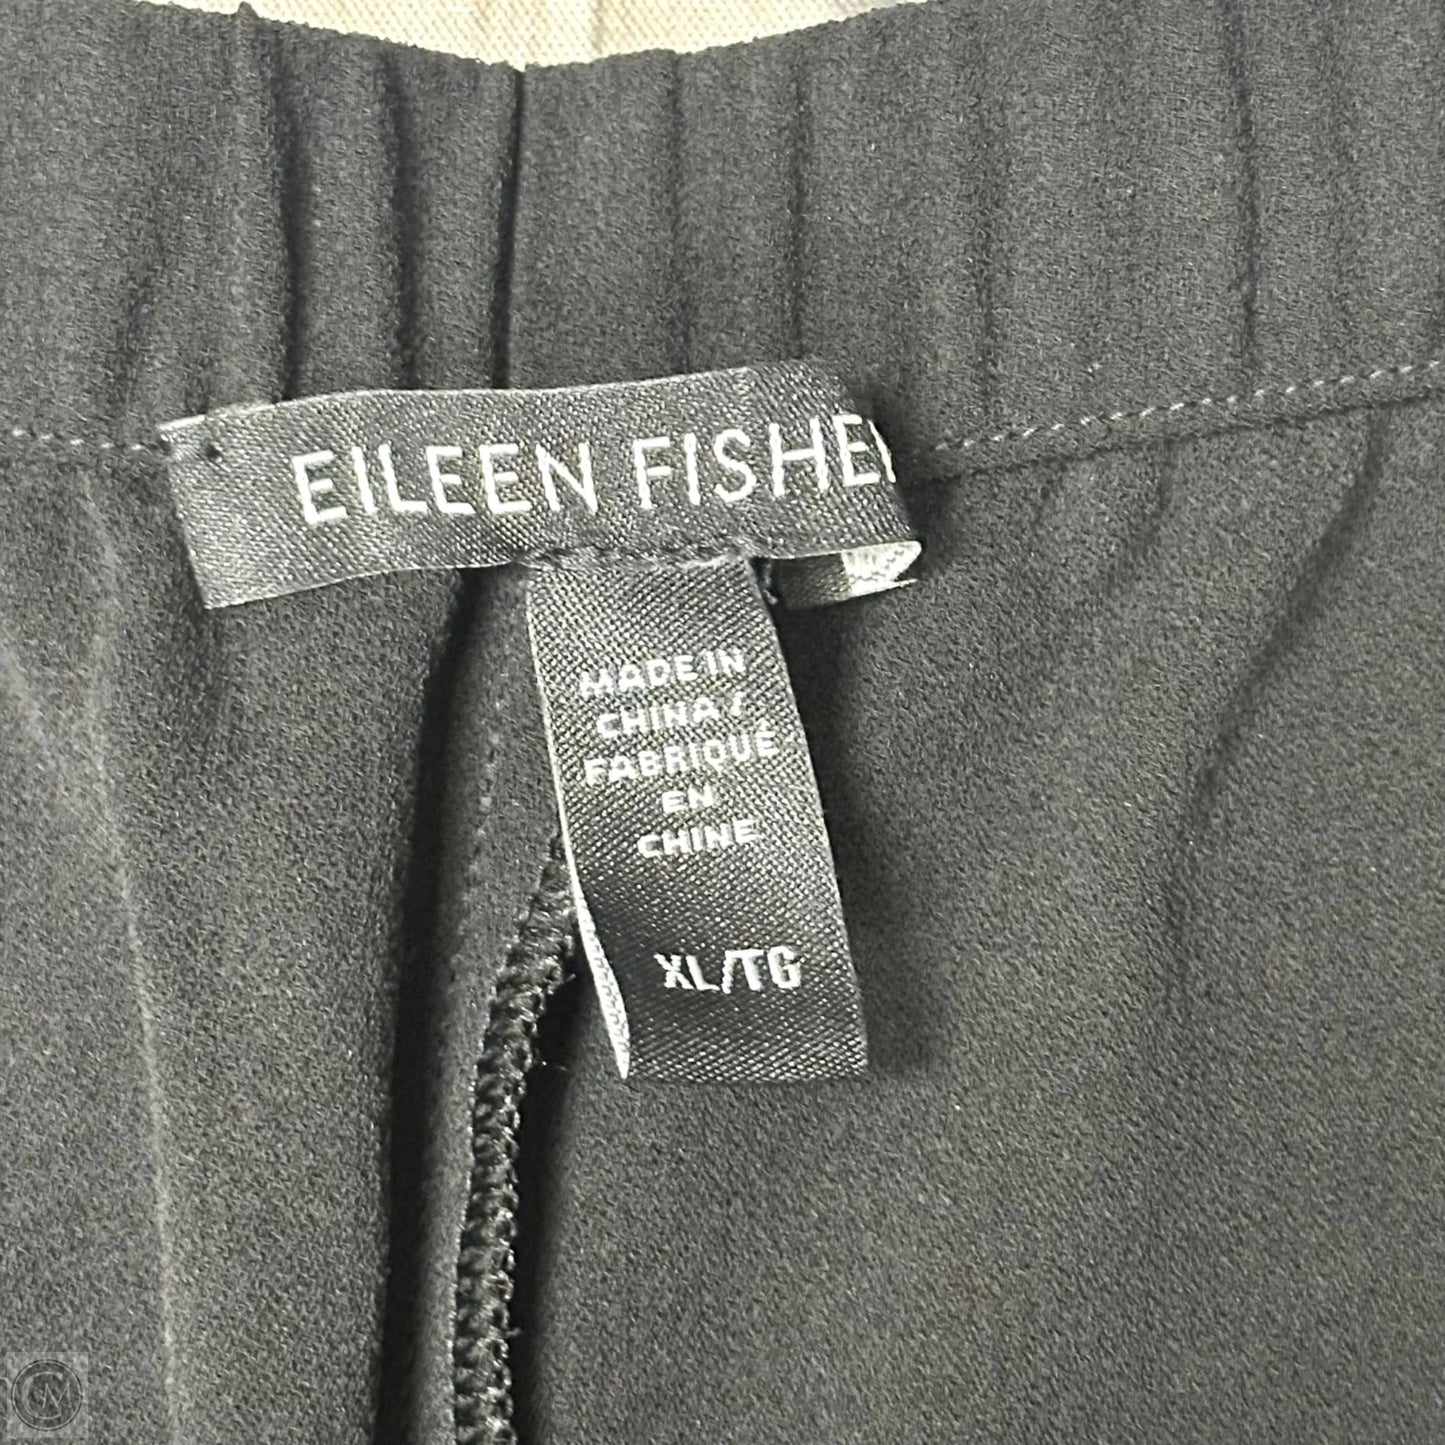 EILEEN FISHE
MADE IN
CHINA /
FABRIQUÉ
EN
CHINE
XL/TG